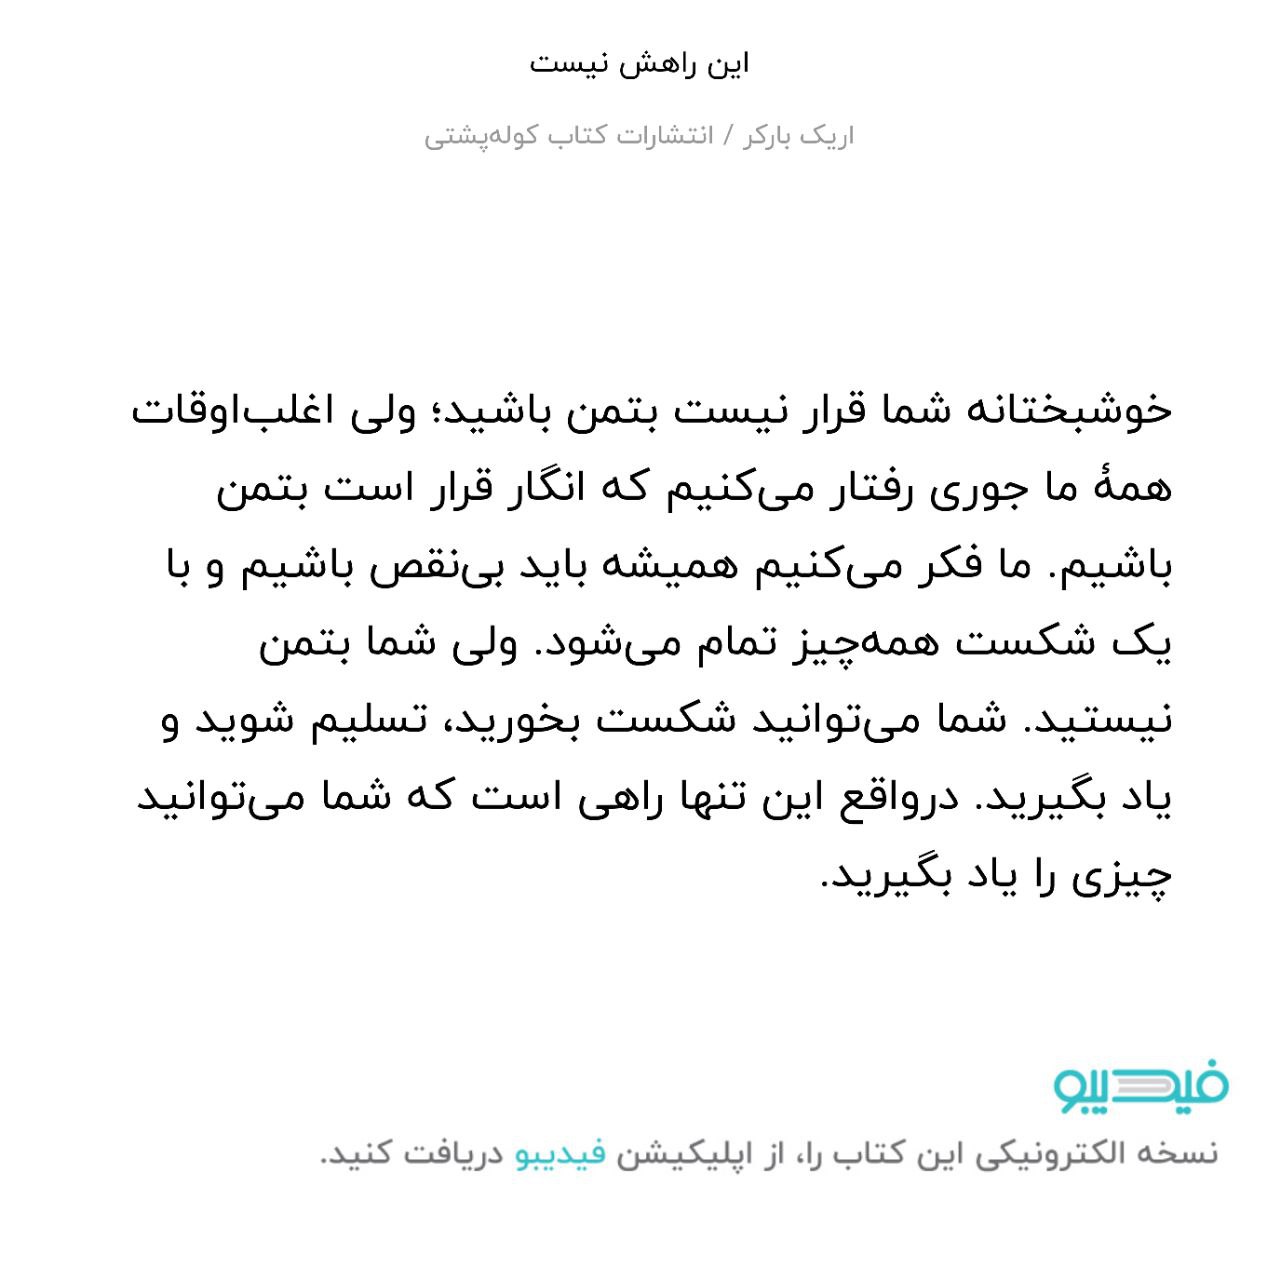 این راهش نیست
اریک بارکر / انتشارات کتاب کوله‌پشتی
خوشبختانه شما قرار نیست بتمن باشید؛ ولی اغلب‌اوقات
همهٔ ما جوری رفتار می‌کنیم که انگار قرار است بتمن
باشیم. ما فکر می‌کنیم همیشه باید بی‌نقص باشیم و با
یک شکست همه‌چیز تمام می‌شود. ولی شما بتمن
نیستید. شما می‌توانید شکست بخورید، تسلیم شوید و
یاد بگیرید. درواقع این تنها راهی است که شما می‌توانید
چیزی را یاد بگیرید.
فیدیبو
نسخه الکترونیکی این کتاب را، از اپلیکیشن فیدیبو دریافت کنید.